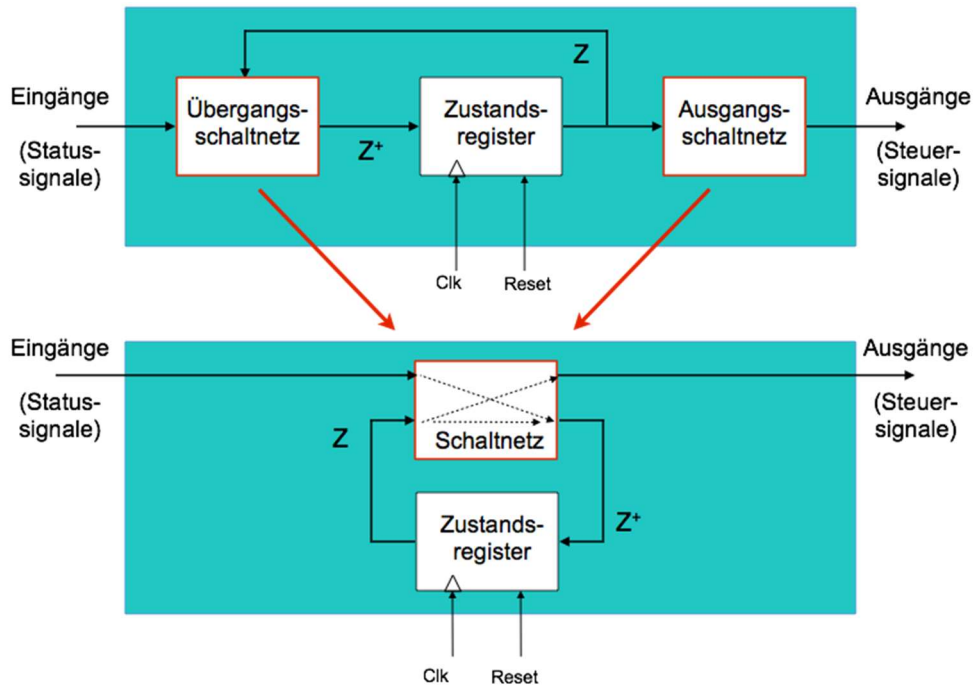 Z
Eingänge
(Status-
signale)
Übergangs-
schaltnetz
Z⁺
Zustands-
register
Ausgangs-
schaltnetz
Ausgänge
(Steuer-
signale)
Clk
Reset
Eingänge
(Status-
signale)
Z
Schaltnetz
Ausgänge
(Steuer-
signale)
Zustands-
register
Z⁺
Clk
Reset